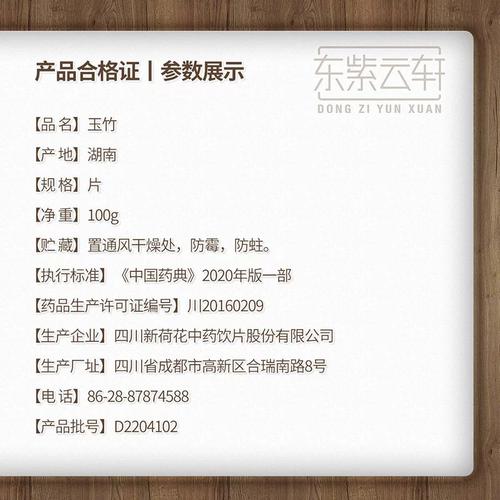 东紫云轩
DONG ZI YUN XUAN
产品合格证丨参数展示
【品 名】玉竹
【产 地】湖南
【规 格】片
【净 重】100g
【贮 藏】置通风干燥处，防霉，防蛀。
【执行标准】《中国药典》2020年版一部
【药品生产许可证编号】川20160209
【生产企业】四川新荷花中药饮片股份有限公司
【生产厂址】四川省成都市高新区合瑞南路8号
【电 话】86-28-87874588
【产品批号】D2204102